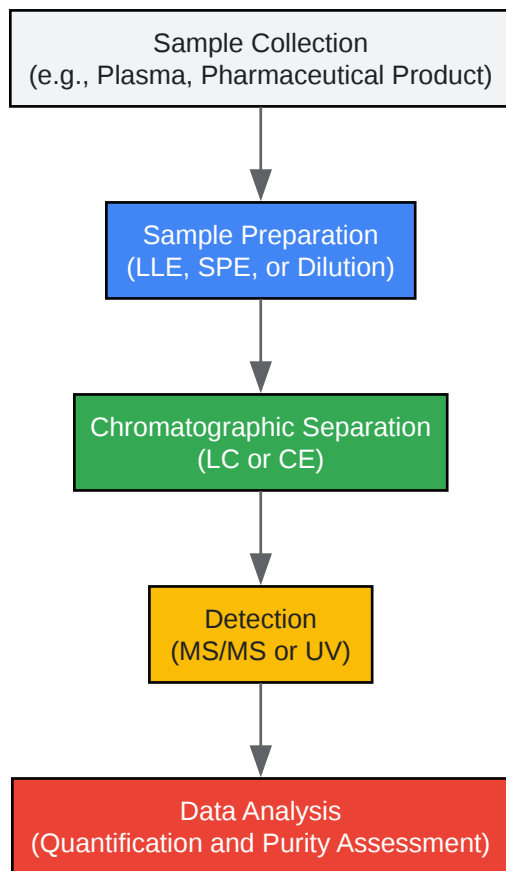 Sample Collection
(e.g., Plasma, Pharmaceutical Product)
Sample Preparation
(LLE, SPE, or Dilution)
Chromatographic Separation
(LC or CE)
Detection
(MS/MS or UV)
Data Analysis
(Quantification and Purity Assessment)